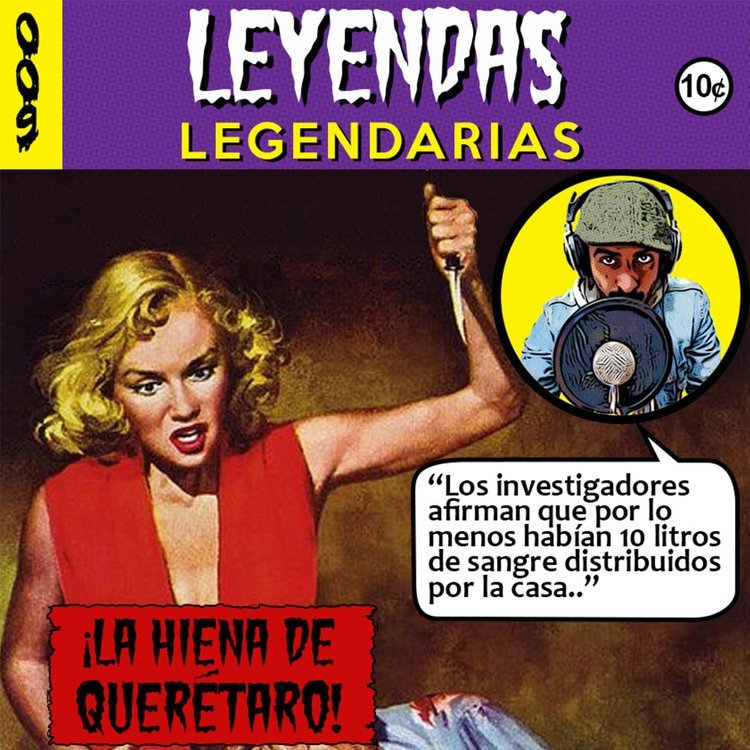 009
LEYENDAS
LEGENDARIAS
10¢
“Los investigadores
afirman que por lo
menos habían 10 litros
de sangre distribuidos
por la casa..”
¡LA HIENA DE
QUERÉTARO!